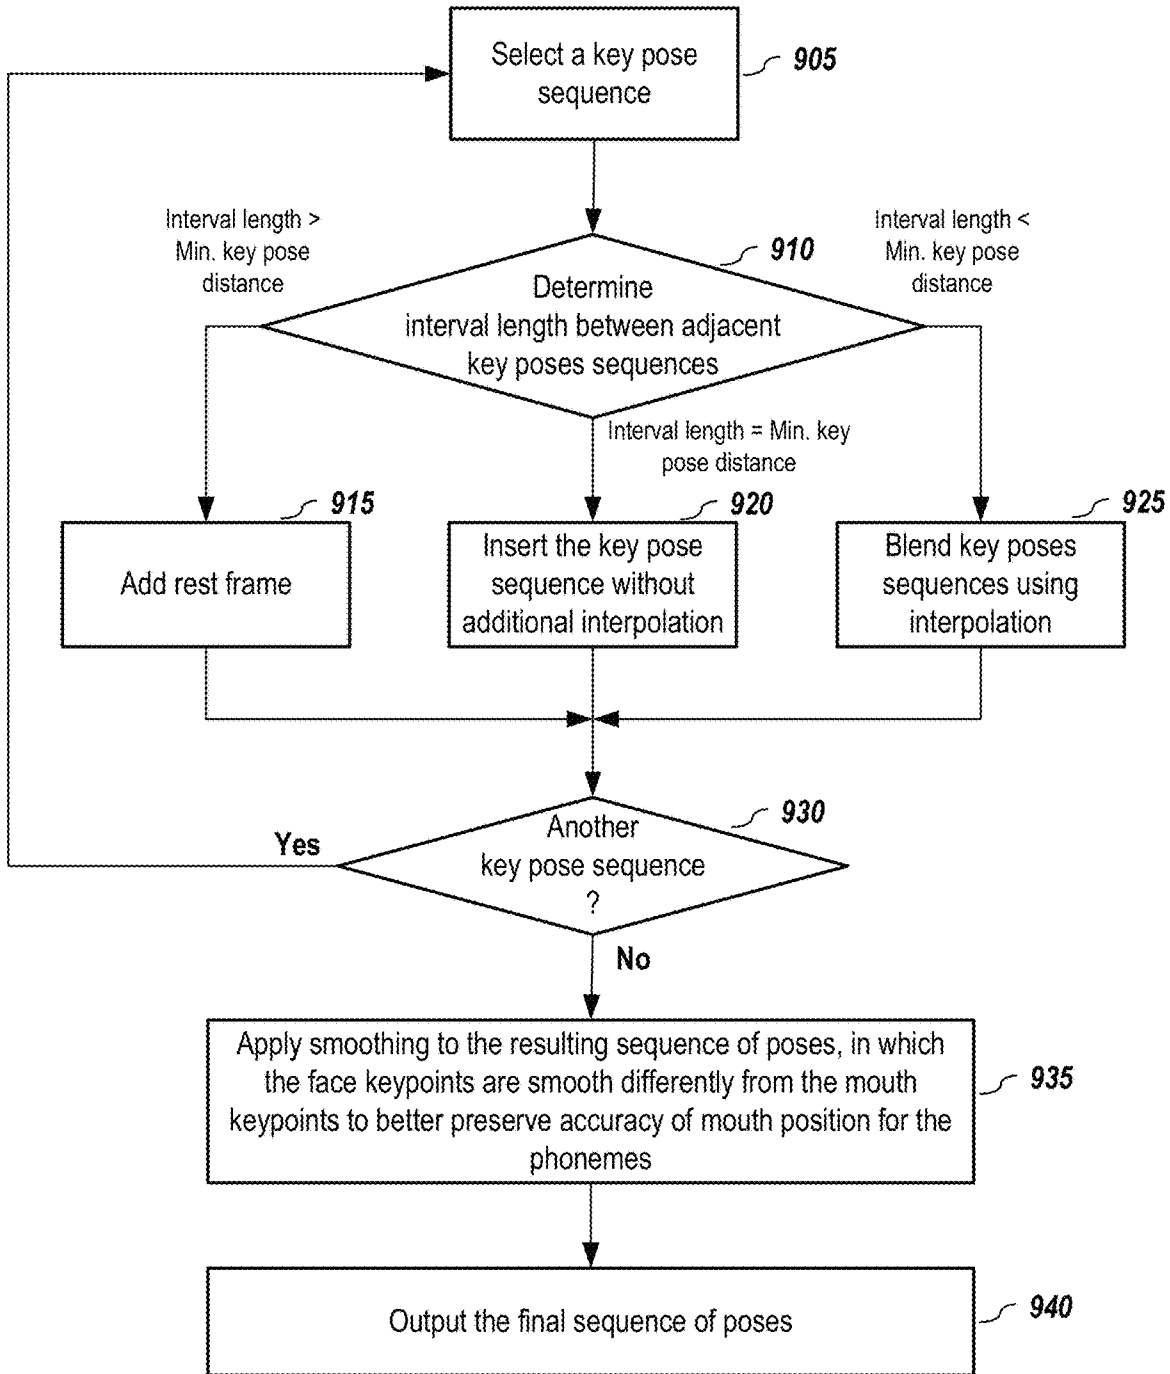 Select a key pose
sequence
905
Interval length >
Min. key pose
distance
Interval length <
Min. key pose
distance
910
Determine
interval length between adjacent
key poses sequences
Interval length = Min. key
pose distance
915
Add rest frame
920
Insert the key pose
sequence without
additional interpolation
925
Blend key poses
sequences using
interpolation
930
Another
key pose sequence
?
Yes
No
Apply smoothing to the resulting sequence of poses, in which
the face keypoints are smooth differently from the mouth
keypoints to better preserve accuracy of mouth position for the
phonemes
935
Output the final sequence of poses
940